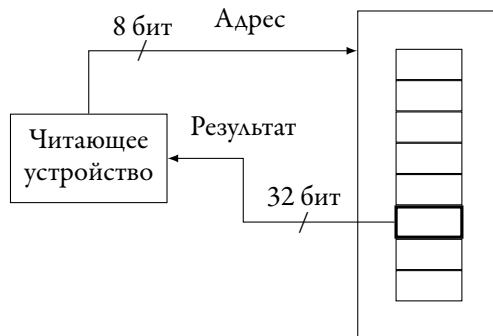 8 бит
Адрес
Читающее
устройство
Результат
32 бит